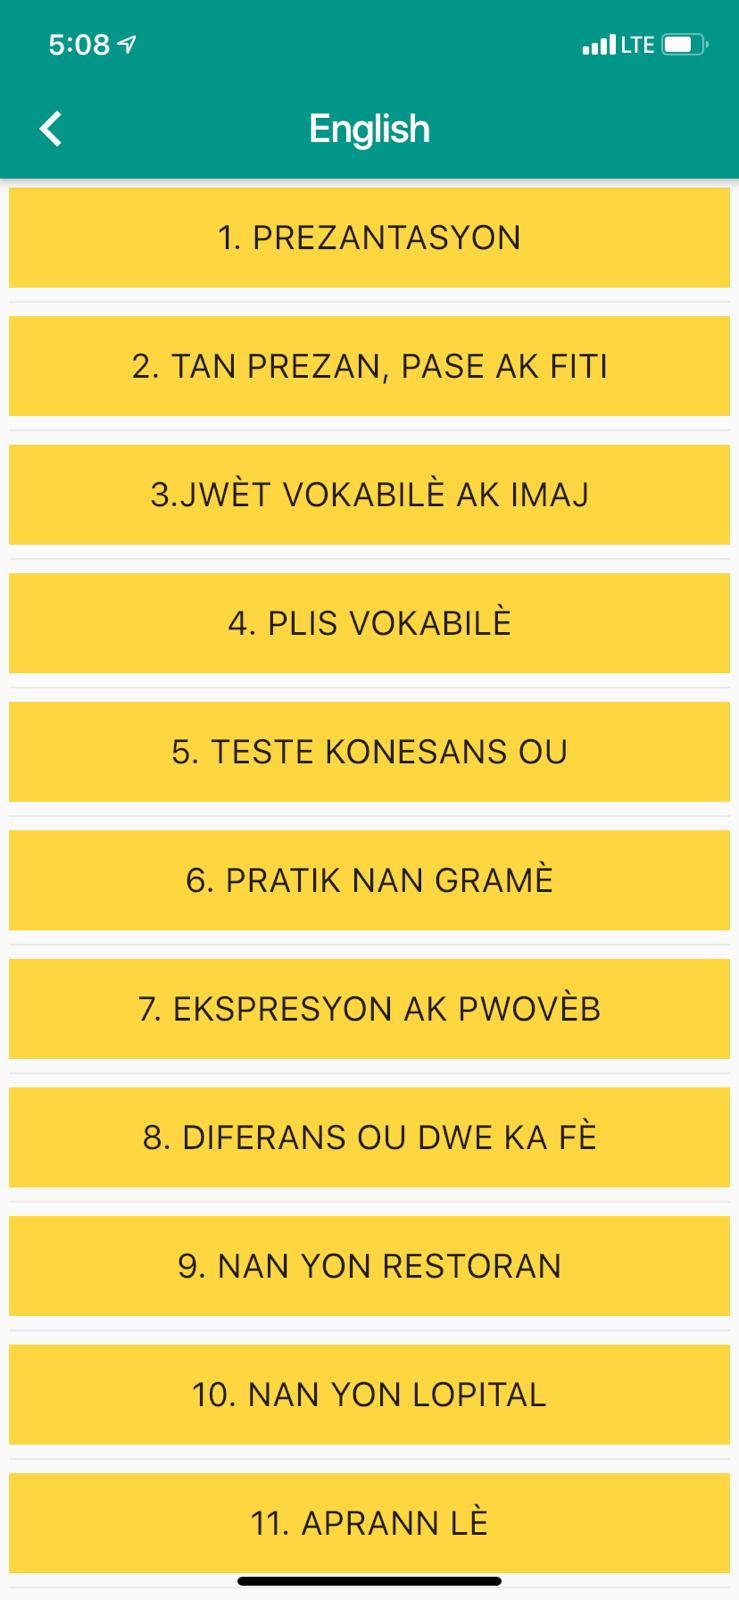 5:08
LTE
English
1. PREZANTASYON
2. TAN PREZAN, PASE AK FITI
3.JWÈT VOKABILÈ AK IMAJ
4. PLIS VOKABILÈ
5. TESTE KONESANS OU
6. PRATIK NAN GRAMÈ
7. EKSPRESYON AK PWOVÈB
8. DIFERANS OU DWE KA FÈ
9. NAN YON RESTORAN
10. NAN YON LOPITAL
11. APRANN LÈ